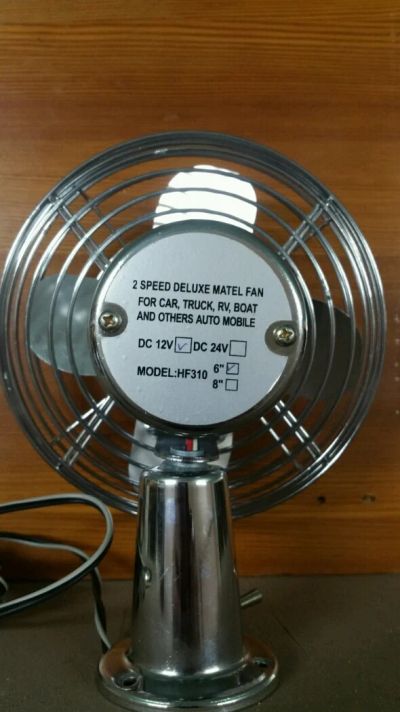 2 SPEED DELUXE MATEL FAN
FOR CAR, TRUCK, RV, BOAT
AND OTHERS AUTO MOBILE
DC 12V DC 24V
MODEL:HF310 6"
8"